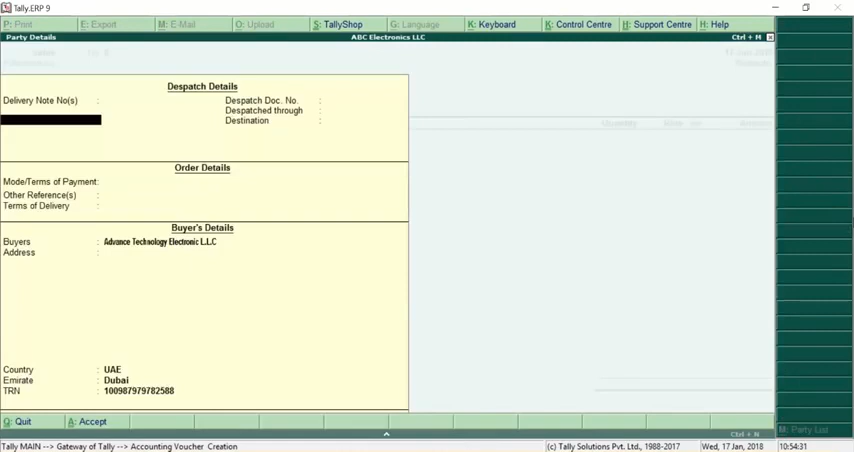 Tally.ERP 9
P: Print E: Export M: E-Mail O: Upload S: TallyShop G: Language K: Keyboard K: Control Centre H: Support Centre H: Help
Party Details ABC Electronics LLC Ctrl + M
Despatch Details
Delivery Note No(s) : Despatch Doc. No. :
Despatched through :
Destination :
Quantity
Order Details
Mode/Terms of Payment:
Other Reference(s) :
Terms of Delivery :
Buyer's Details
Buyers : Advance Technology Electronic L.L.C
Address :
Country : UAE
Emirate : Dubai
TRN : 100987979782588
Q: Quit A: Accept M: Party List
Ctrl + N
Tally MAIN --> Gateway of Tally --> Accounting Voucher Creation (c) Tally Solutions Pvt. Ltd., 1988-2017 Wed, 17 Jan, 2018 10:54:31